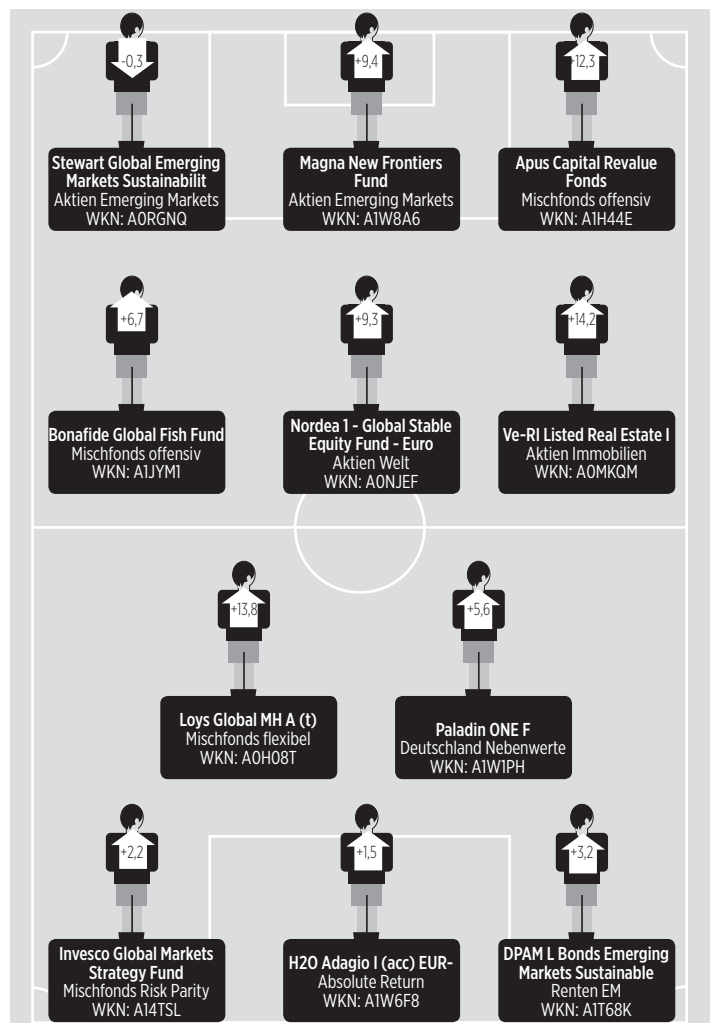 -0,3
Stewart Global Emerging
Markets Sustainabilit
Aktien Emerging Markets
WKN: A0RGNQ
+9,4
Magna New Frontiers
Fund
Aktien Emerging Markets
WKN: A1W8A6
+12,3
Apus Capital Revalue
Fonds
Mischfonds offensiv
WKN: A1H44E
+6,7
Bonafide Global Fish Fund
Mischfonds offensiv
WKN: A1JYM1
+9,3
Nordea 1 - Global Stable
Equity Fund - Euro
Aktien Welt
WKN: A0NJEF
+14,2
Ve-RI Listed Real Estate I
Aktien Immobilien
WKN: A0MKQM
+13,8
Loys Global MH A (t)
Mischfonds flexibel
WKN: A0H08T
+5,6
Paladin ONE F
Deutschland Nebenwerte
WKN: A1W1PH
+2,2
Invesco Global Markets
Strategy Fund
Mischfonds Risk Parity
WKN: A14TSL
+1,5
H2O Adagio I (acc) EUR-
Absolute Return
WKN: A1W6F8
+3,2
DPAM L Bonds Emerging
Markets Sustainable
Renten EM
WKN: A1T68K